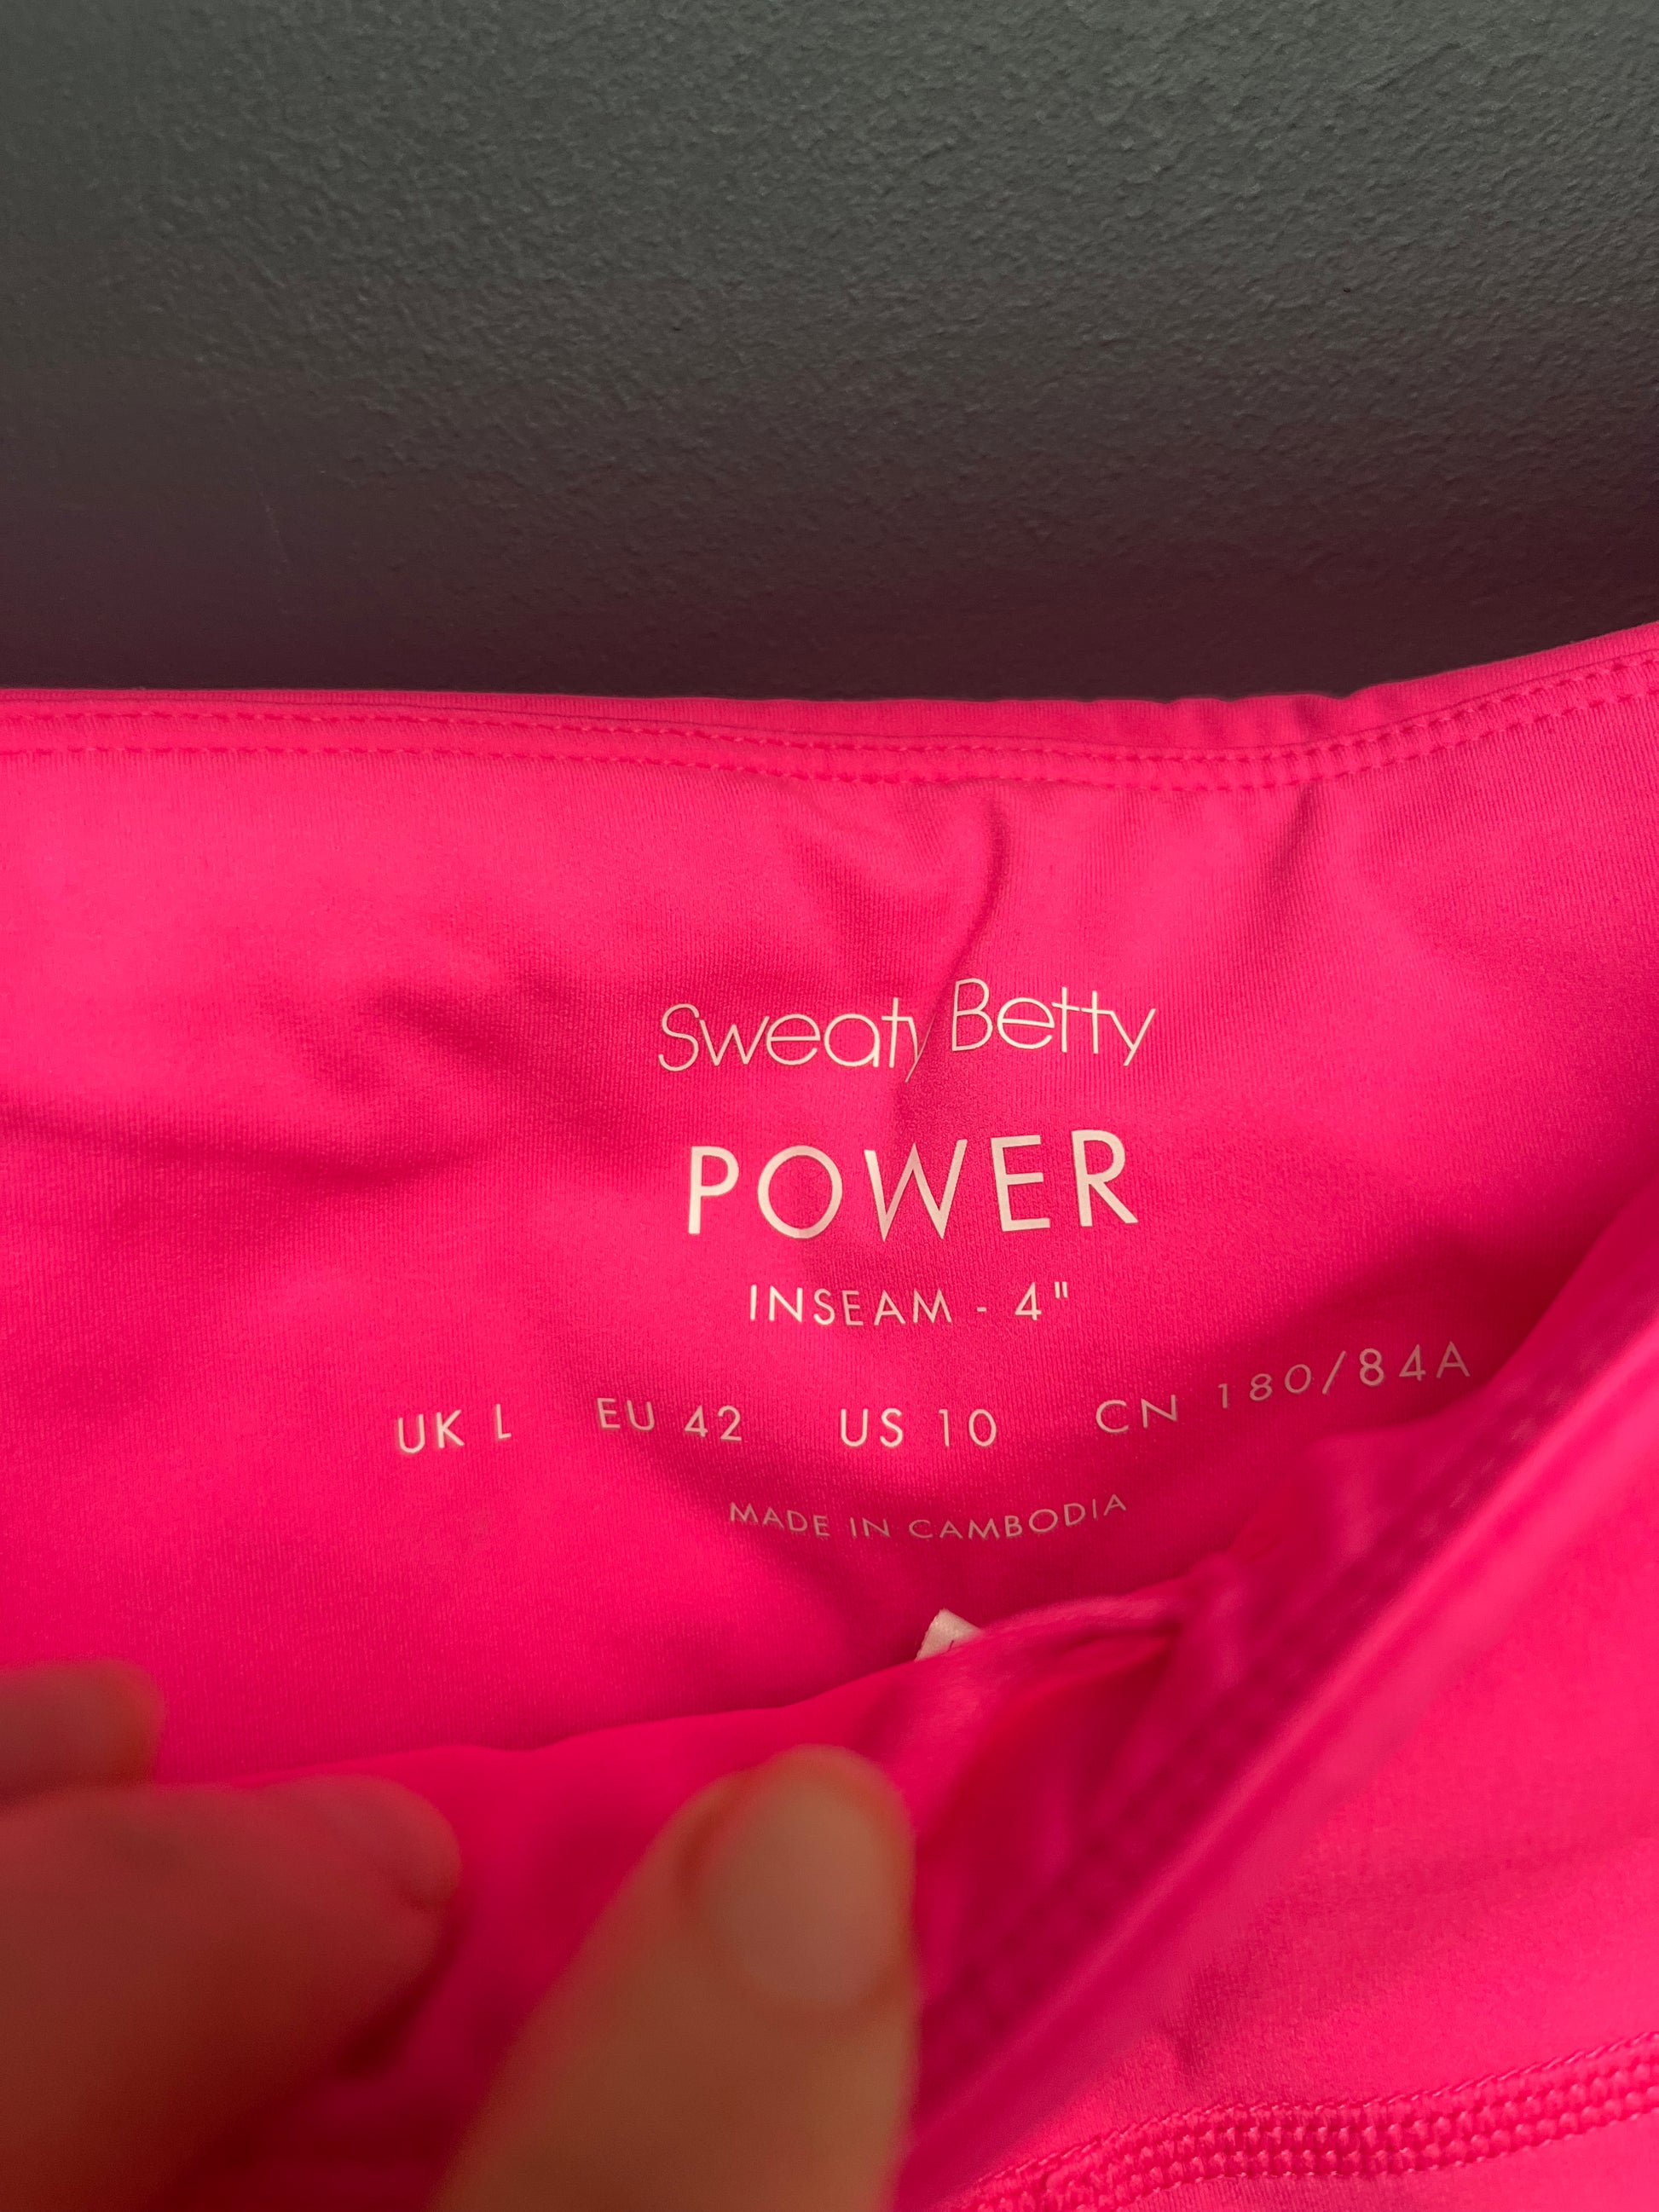 Sweaty Betty
POWER
INSEAM - 4"
UK L EU 42 US 10 CN 180/84A
MADE IN CAMBODIA